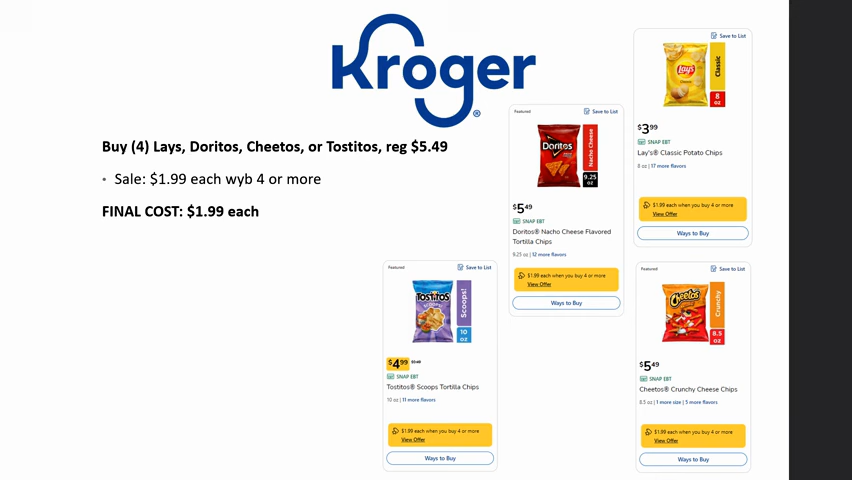 Kroger
Buy (4) Lays, Doritos, Cheetos, or Tostitos, reg $5.49
• Sale: $1.99 each wyb 4 or more
FINAL COST: $1.99 each
Save to List
Lay's
Classic
Classic
8 oz
$3.99
SNAP EBT
Lay's® Classic Potato Chips
8 oz | 17 more flavors
$1.99 each when you buy 4 or more
View Offer
Ways to Buy
Featured
Save to List
Doritos
Nacho Cheese
9.25 oz
$5.49
SNAP EBT
Doritos® Nacho Cheese Flavored
Tortilla Chips
9.25 oz | 12 more flavors
$1.99 each when you buy 4 or more
View Offer
Ways to Buy
Featured
Save to List
Tostitos
Scoops!
Scoops!
10 oz
$4.99
SNAP EBT
Tostitos® Scoops Tortilla Chips
10 oz | 11 more flavors
$1.99 each when you buy 4 or more
View Offer
Ways to Buy
Featured
Save to List
Cheetos
Crunchy
8.5 oz
$5.49
SNAP EBT
Cheetos® Crunchy Cheese Chips
8.5 oz | 1 more size | 5 more flavors
$1.99 each when you buy 4 or more
View Offer
Ways to Buy